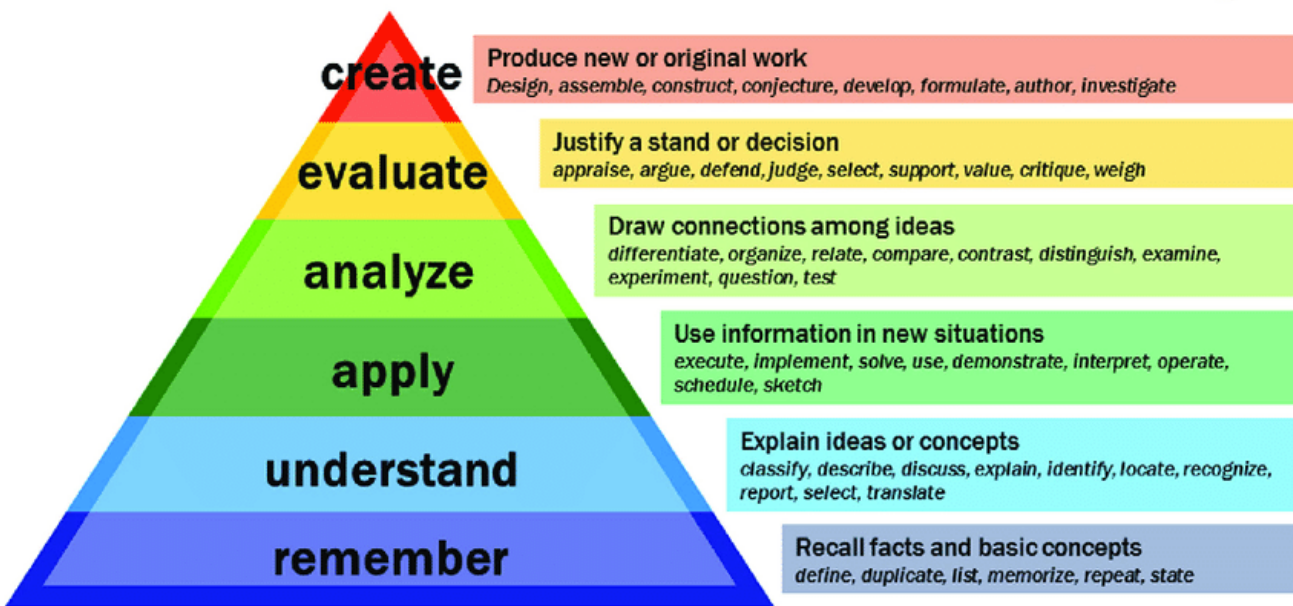 create
Produce new or original work
Design, assemble, construct, conjecture, develop, formulate, author, investigate
evaluate
Justify a stand or decision
appraise, argue, defend, judge, select, support, value, critique, weigh
analyze
Draw connections among ideas
differentiate, organize, relate, compare, contrast, distinguish, examine,
experiment, question, test
apply
Use information in new situations
execute, implement, solve, use, demonstrate, interpret, operate,
schedule, sketch
understand
Explain ideas or concepts
classify, describe, discuss, explain, identify, locate, recognize,
report, select, translate
remember
Recall facts and basic concepts
define, duplicate, list, memorize, repeat, state